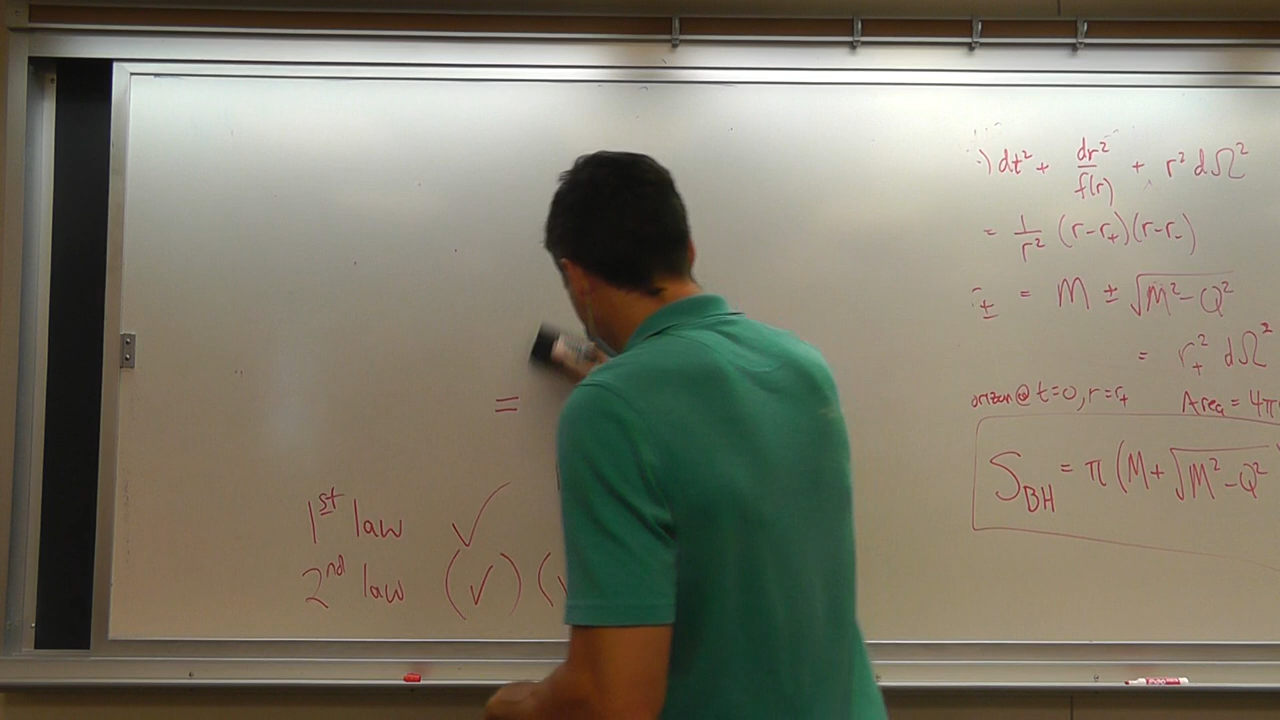 =
1st law ✓
2nd law (✓) (
) dt² + dr²/f(r) + r² dΩ²
= 1/r² (r-r₊)(r-r₋)
± = M ± √M²-Q²
= r₊² dΩ²
orizon @ t=0, r=r₊ Area = 4π
S_BH = π (M + √M²-Q²